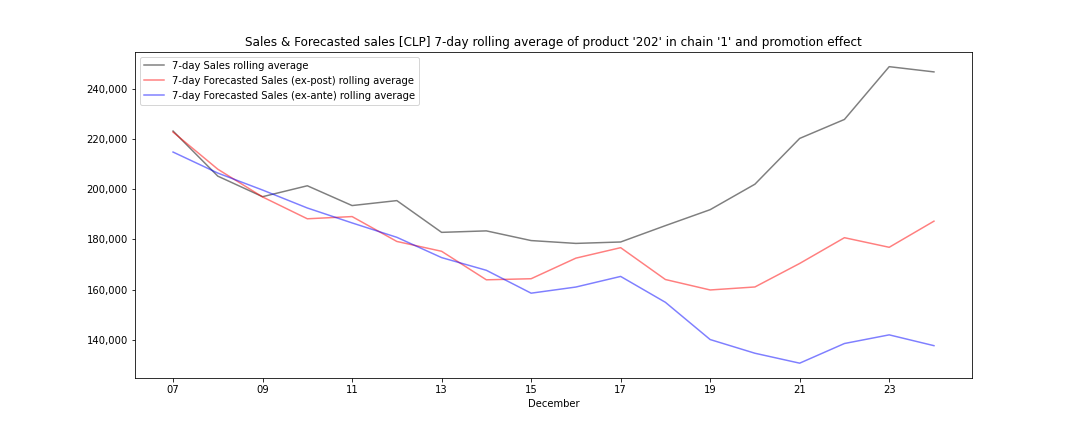 Sales & Forecasted sales [CLP] 7-day rolling average of product '202' in chain '1' and promotion effect
7-day Sales rolling average
7-day Forecasted Sales (ex-post) rolling average
7-day Forecasted Sales (ex-ante) rolling average
240,000
220,000
200,000
180,000
160,000
140,000
07 09 11 13 15 17 19 21 23
December